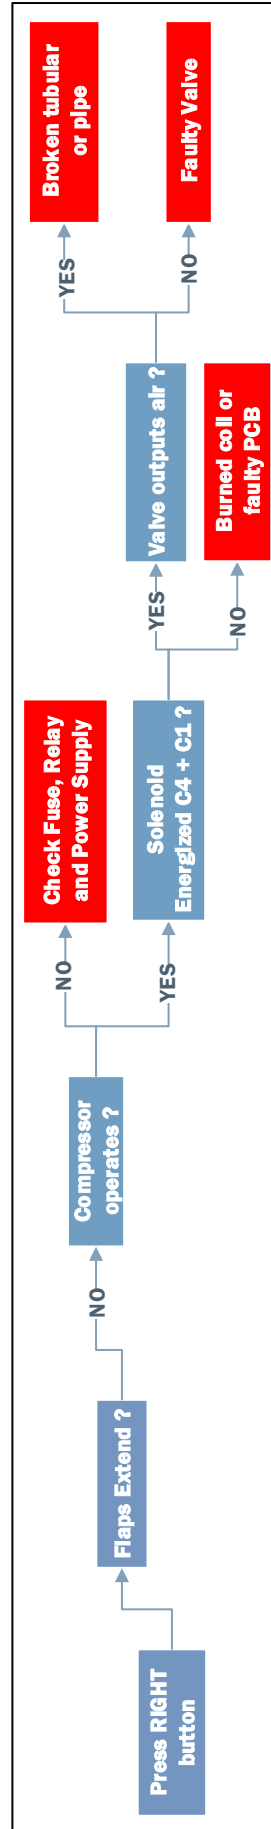 Press RIGHT
button
Flaps Extend ?
NO
Compressor
operates ?
NO
Check Fuse, Relay
and Power Supply
YES
Solenoid
Energized C4 + C1 ?
YES
Valve outputs air ?
NO
Burned coil or
faulty PCB
YES
Broken tubular
or pipe
NO
Faulty Valve